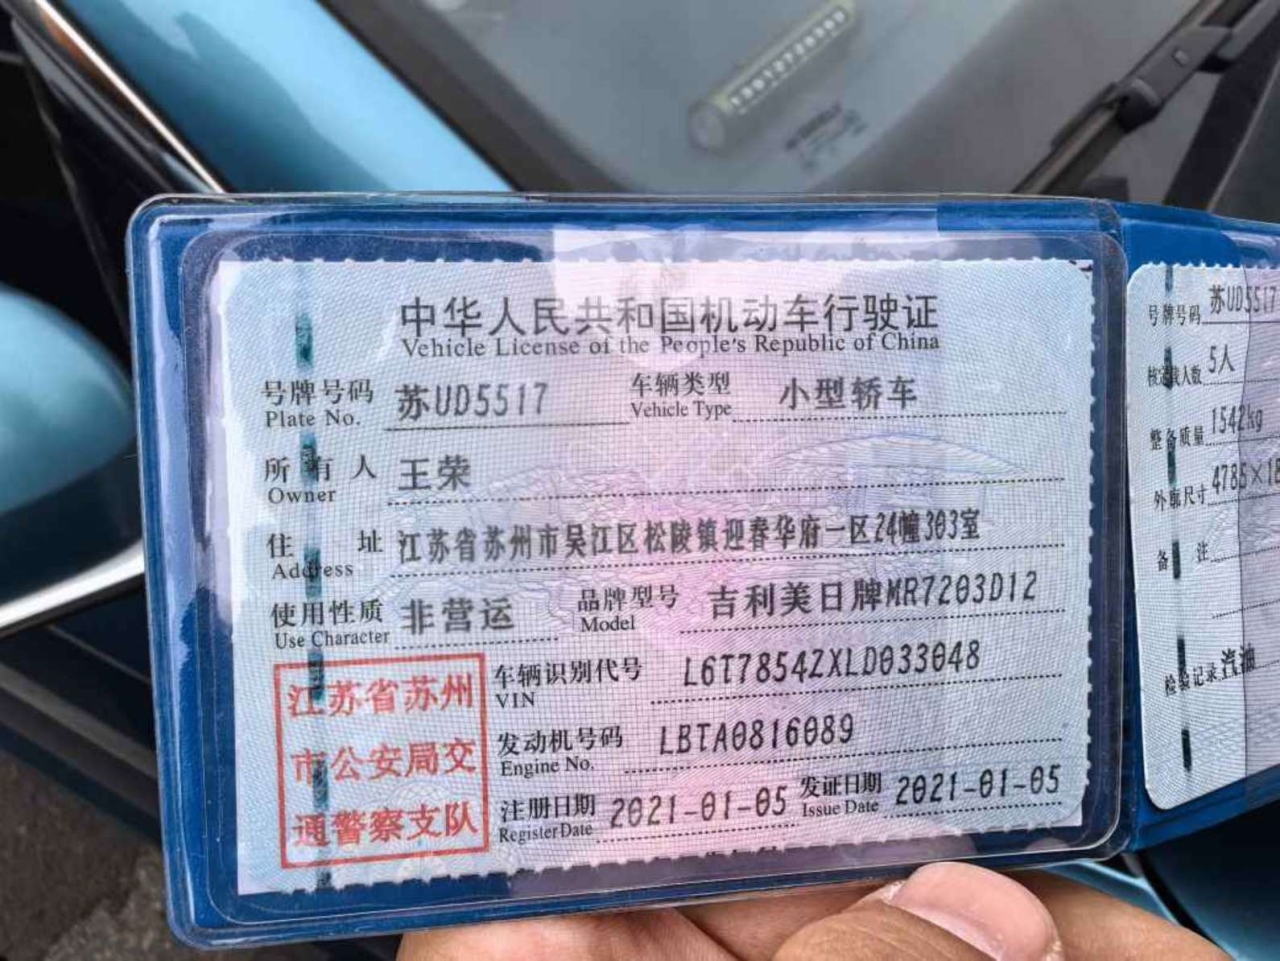 中华人民共和国机动车行驶证
Vehicle License of the People's Republic of China
号牌号码 苏UD5517 车辆类型 小型轿车
Plate No. Vehicle Type
所有人 王荣
Owner
住址 江苏省苏州市吴江区松陵镇迎春华府一区24幢303室
Address
使用性质 非营运 品牌型号 吉利美日牌MR7203D12
Use Character Model
江苏省苏州
市公安局交
通警察支队
车辆识别代号 L6T7854ZXLD033048
VIN
发动机号码 LBTA0816089
Engine No.
注册日期 2021-01-05 发证日期 2021-01-05
Register Date Issue Date
号牌号码 苏UD5517
核定载人数 5人
整备质量 1542kg
外廓尺寸 4785×18
备注
检验记录 汽油